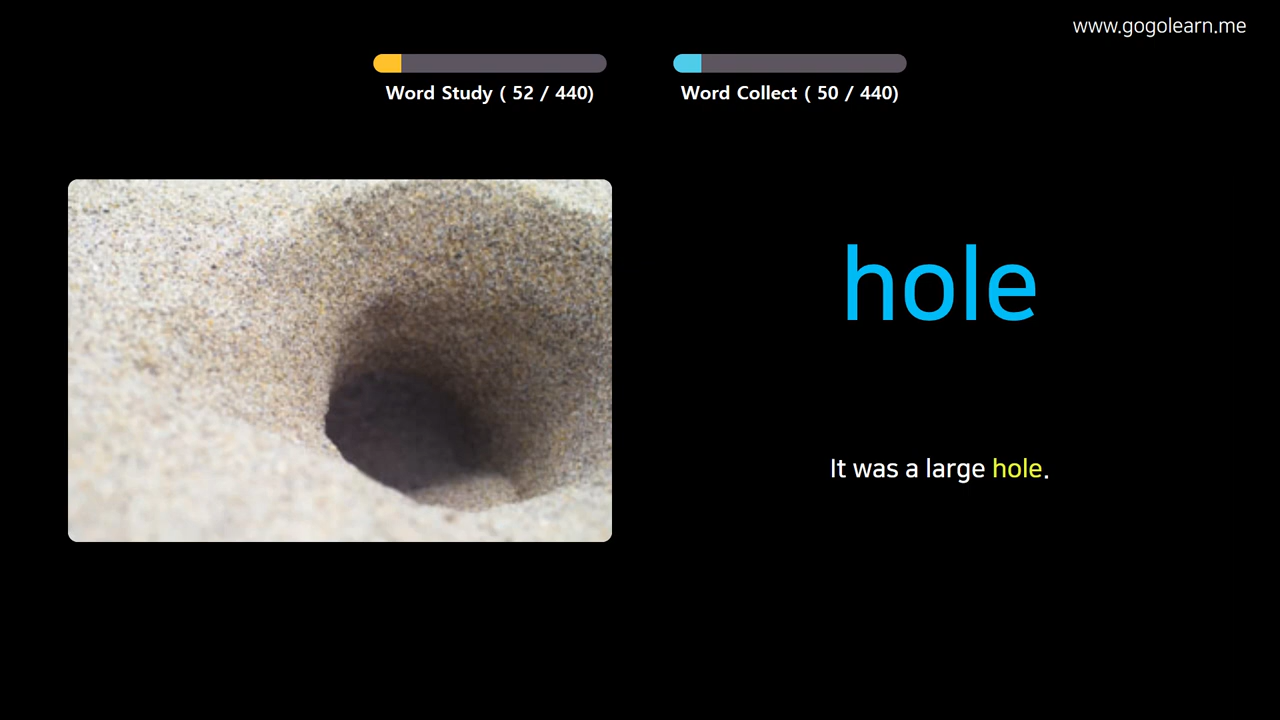 www.gogolearn.me
Word Study ( 52 / 440)
Word Collect ( 50 / 440)
hole
It was a large hole.